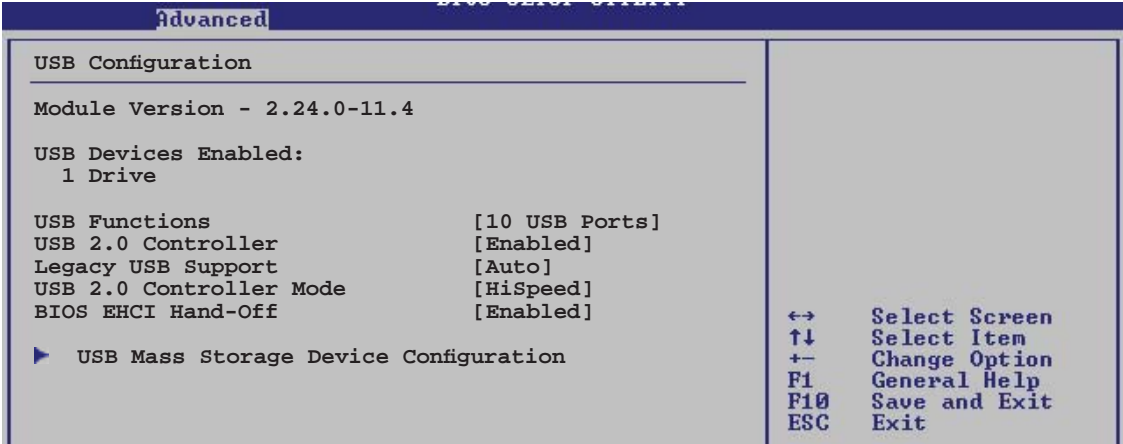 Advanced
USB Configuration
Module Version - 2.24.0-11.4
USB Devices Enabled:
1 Drive
USB Functions [10 USB Ports]
USB 2.0 Controller [Enabled]
Legacy USB Support [Auto]
USB 2.0 Controller Mode [HiSpeed]
BIOS EHCI Hand-Off [Enabled]
USB Mass Storage Device Configuration
←→ Select Screen
↑↓ Select Item
+- Change Option
F1 General Help
F10 Save and Exit
ESC Exit